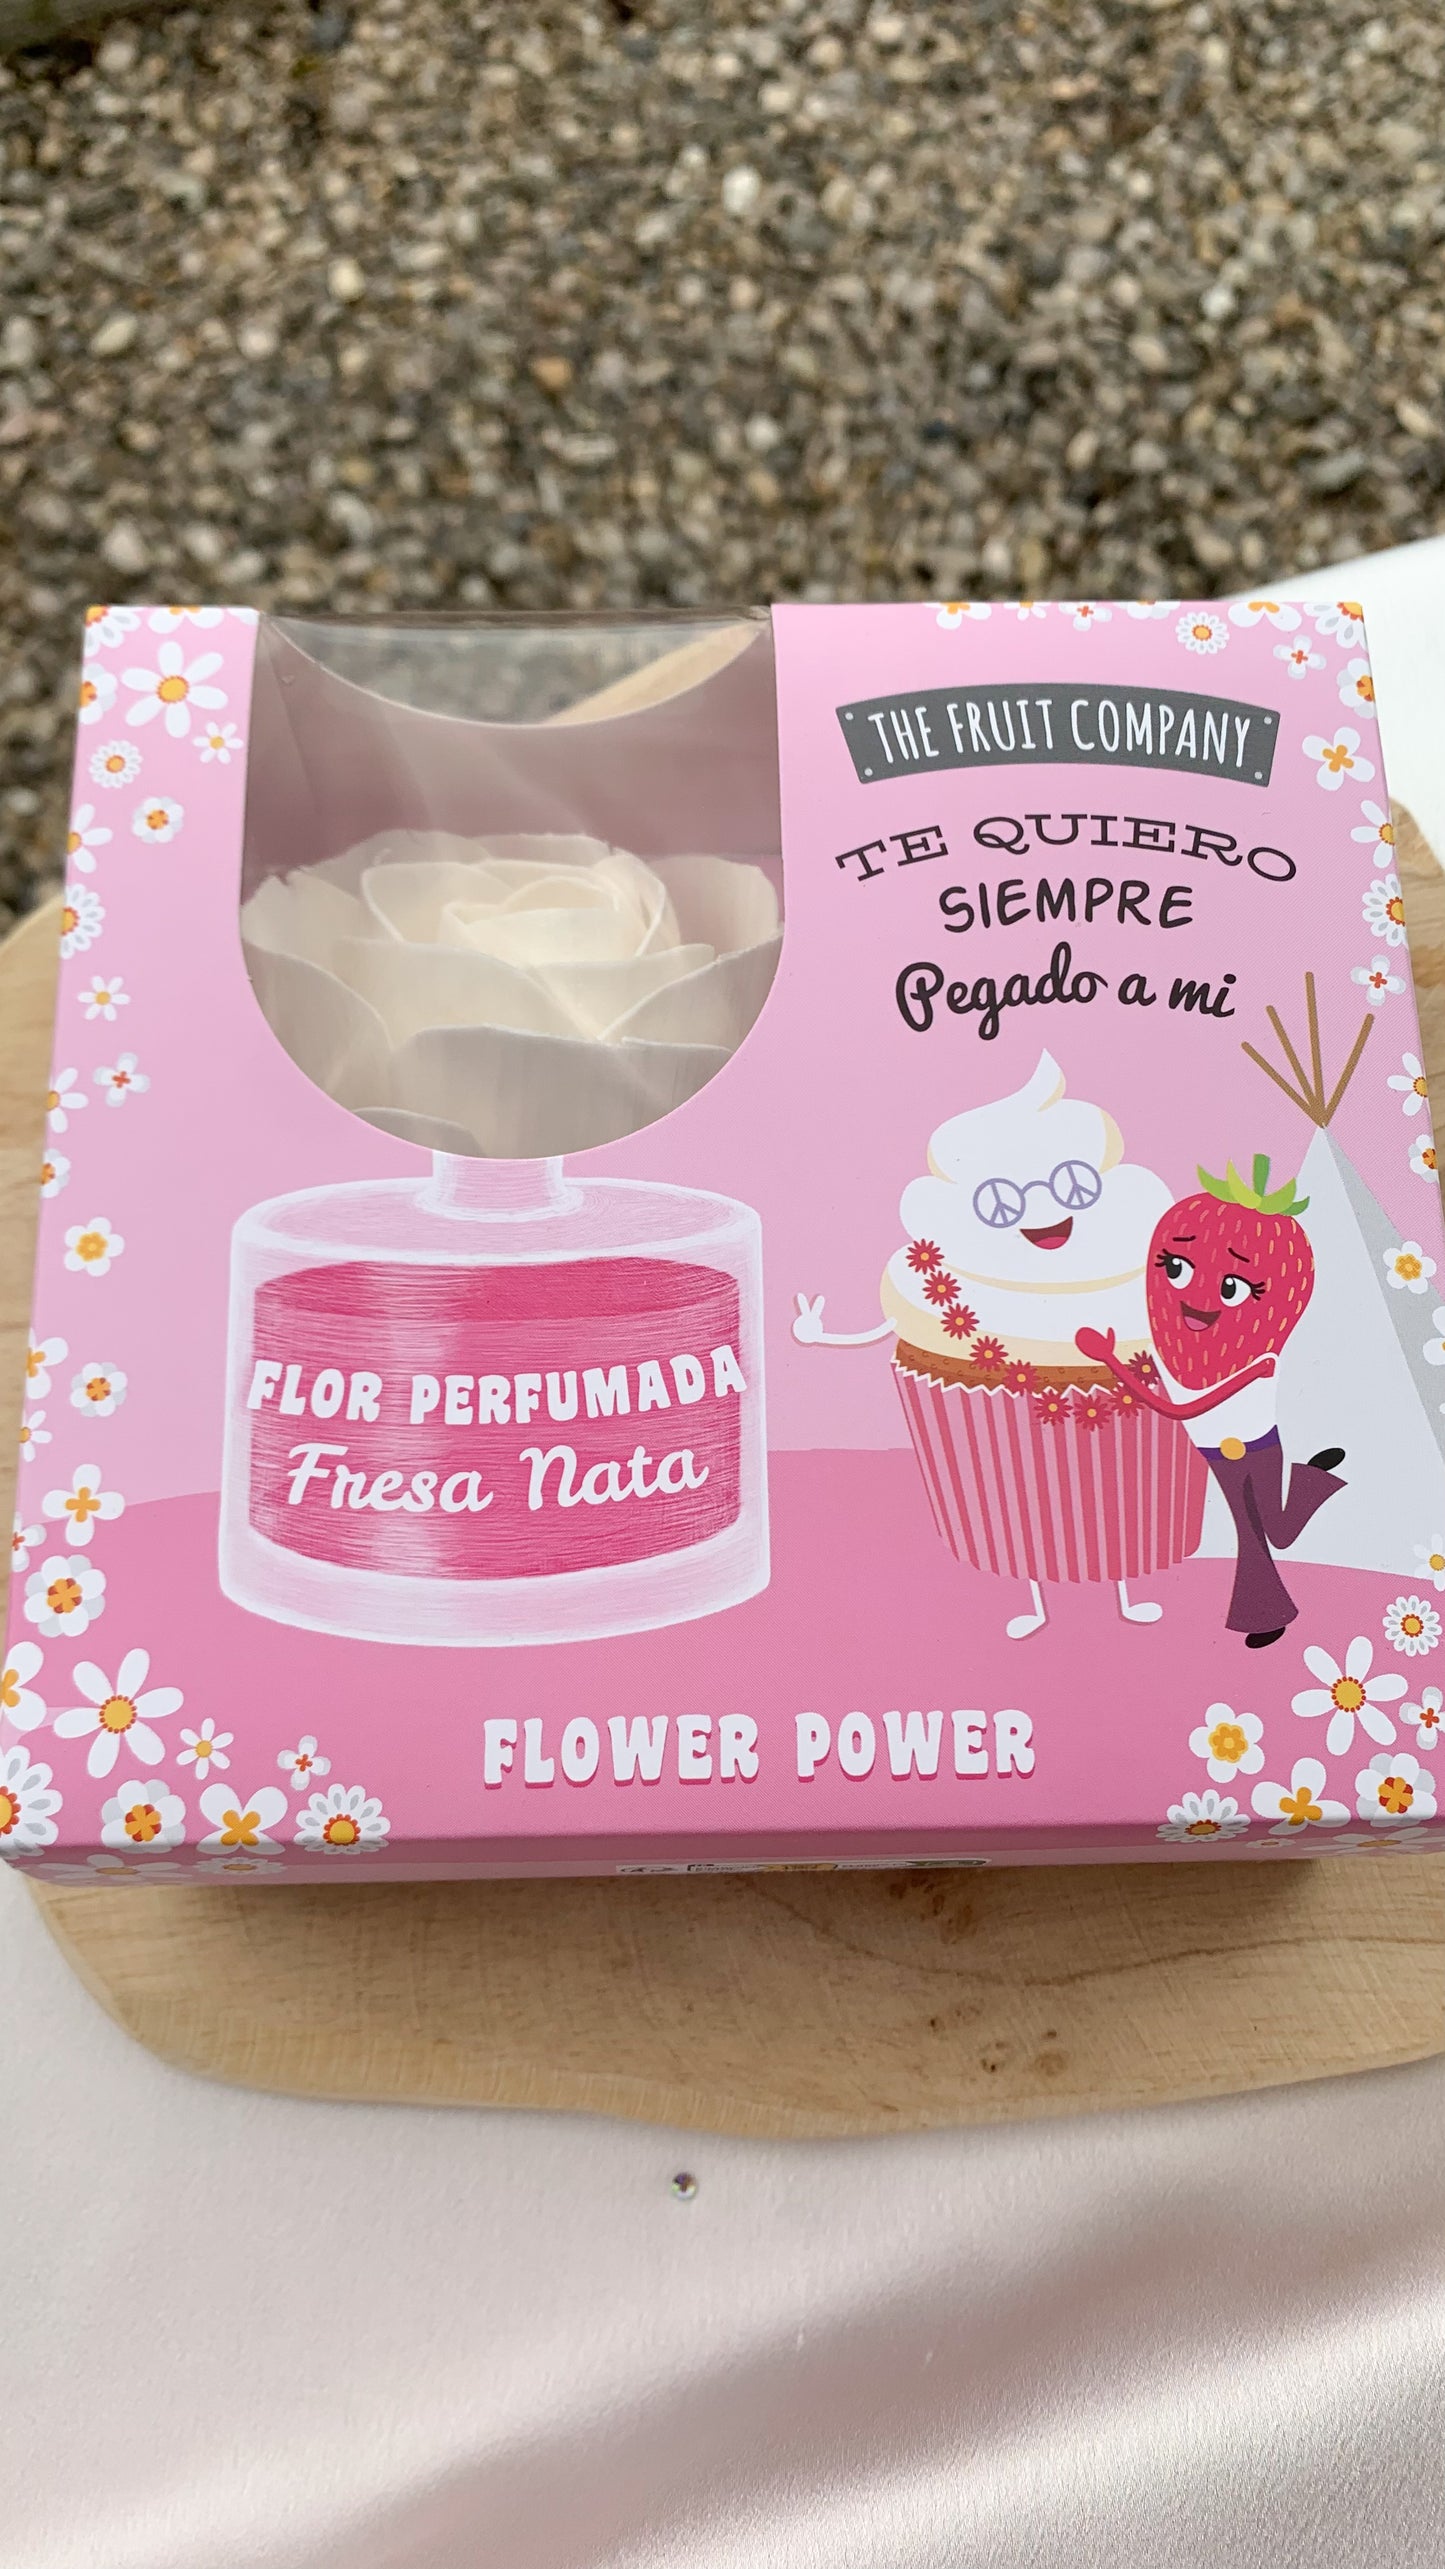 THE FRUIT COMPANY
TE QUIERO
SIEMPRE
Pegado a mi
FLOR PERFUMADA
Fresa Nata
FLOWER POWER